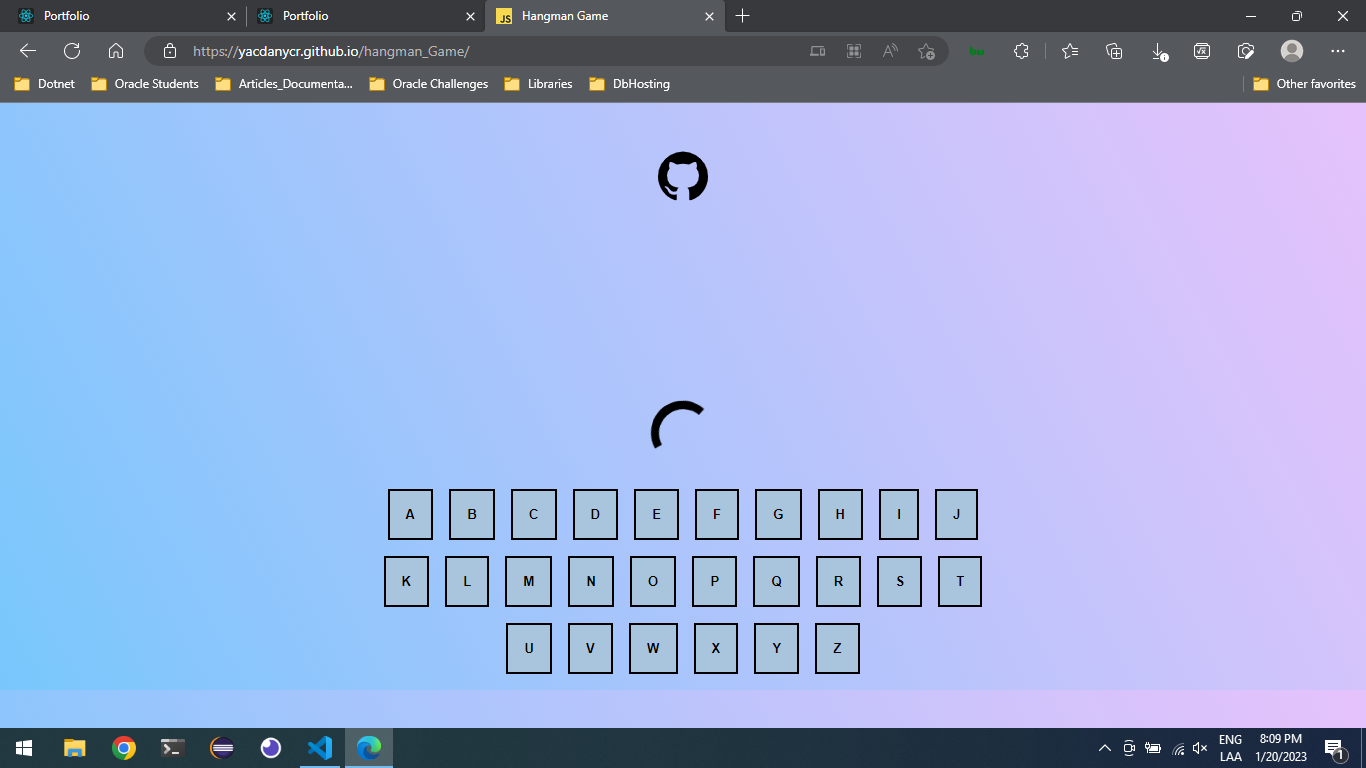 Portfolio
Portfolio
JS Hangman Game
https://yacdanycr.github.io/hangman_Game/
Dotnet
Oracle Students
Articles_Documenta...
Oracle Challenges
Libraries
DbHosting
Other favorites
A B C D E F G H I J
K L M N O P Q R S T
U V W X Y Z
ENG
LAA
8:09 PM
1/20/2023
1